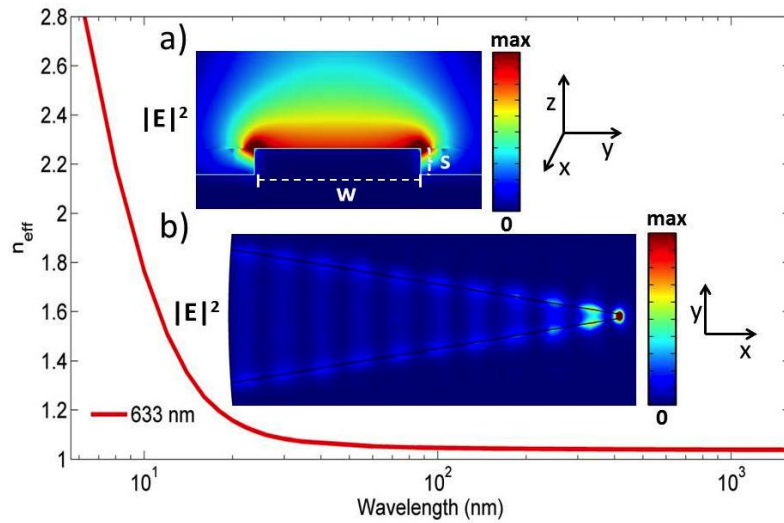 2.8
2.6
2.4
2.2
2
1.8
1.6
1.4
1.2
1
n_eff
a)
|E|²
max
0
s
w
z
y
x
b)
|E|²
max
0
y
x
633 nm
10¹
10²
10³
Wavelength (nm)